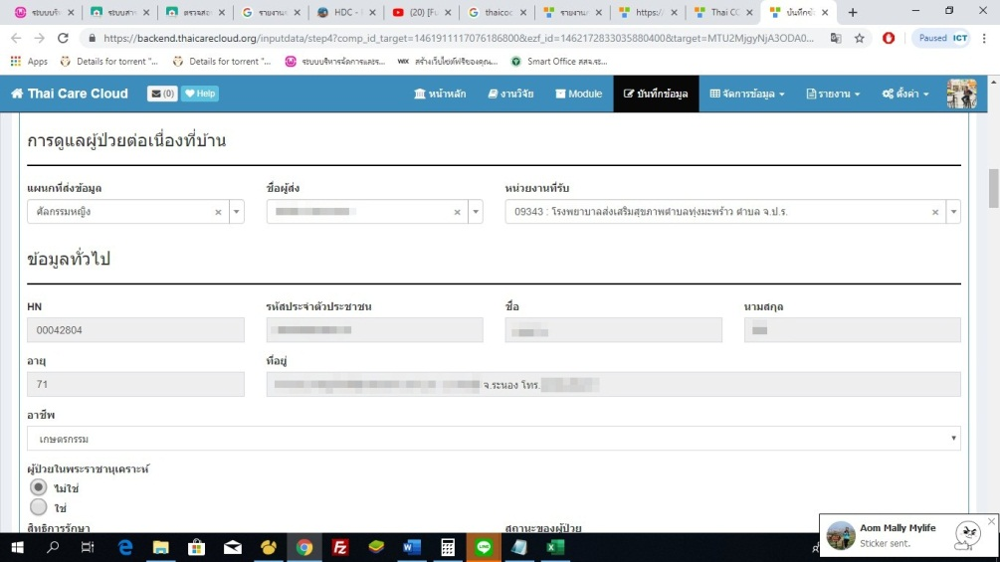 ระบบบริ
ระบบสา
ตรวจสอ
รายงาน
HDC -
(20) [Fu
thaicoc
รายงาน
https:/
Thai CC
บันทึกข้
https://backend.thaicarecloud.org/inputdata/step4?comp_id_target=1461911117076186800&ezf_id=1462172833035880400&target=MTU2MjgyNjA3ODA0...
Paused ICT
Apps
Details for torrent "...
Details for torrent "...
ระบบบริหารจัดการและร...
WIX สร้างเว็บไซต์ฟรีของคุณ...
Smart Office สสจ.ระ...
Thai Care Cloud
(0)
Help
หน้าหลัก
งานวิจัย
Module
บันทึกข้อมูล
จัดการข้อมูล
รายงาน
ตั้งค่า
การดูแลผู้ป่วยต่อเนื่องที่บ้าน
แผนกที่ส่งข้อมูล
ชื่อผู้ส่ง
หน่วยงานที่รับ
ศัลกรรมหญิง
09343 : โรงพยาบาลส่งเสริมสุขภาพตำบลทุ่งมะพร้าว ตำบล จ.ป.ร.
ข้อมูลทั่วไป
HN
รหัสประจำตัวประชาชน
ชื่อ
นามสกุล
00042804
อายุ
ที่อยู่
71
จ.ระนอง โทร.
อาชีพ
เกษตรกรรม
ผู้ป่วยในพระราชานุเคราะห์
ไม่ใช่
ใช่
สิทธิการรักษา
สถานะของผู้ป่วย
Aom Mally Mylife
Sticker sent.